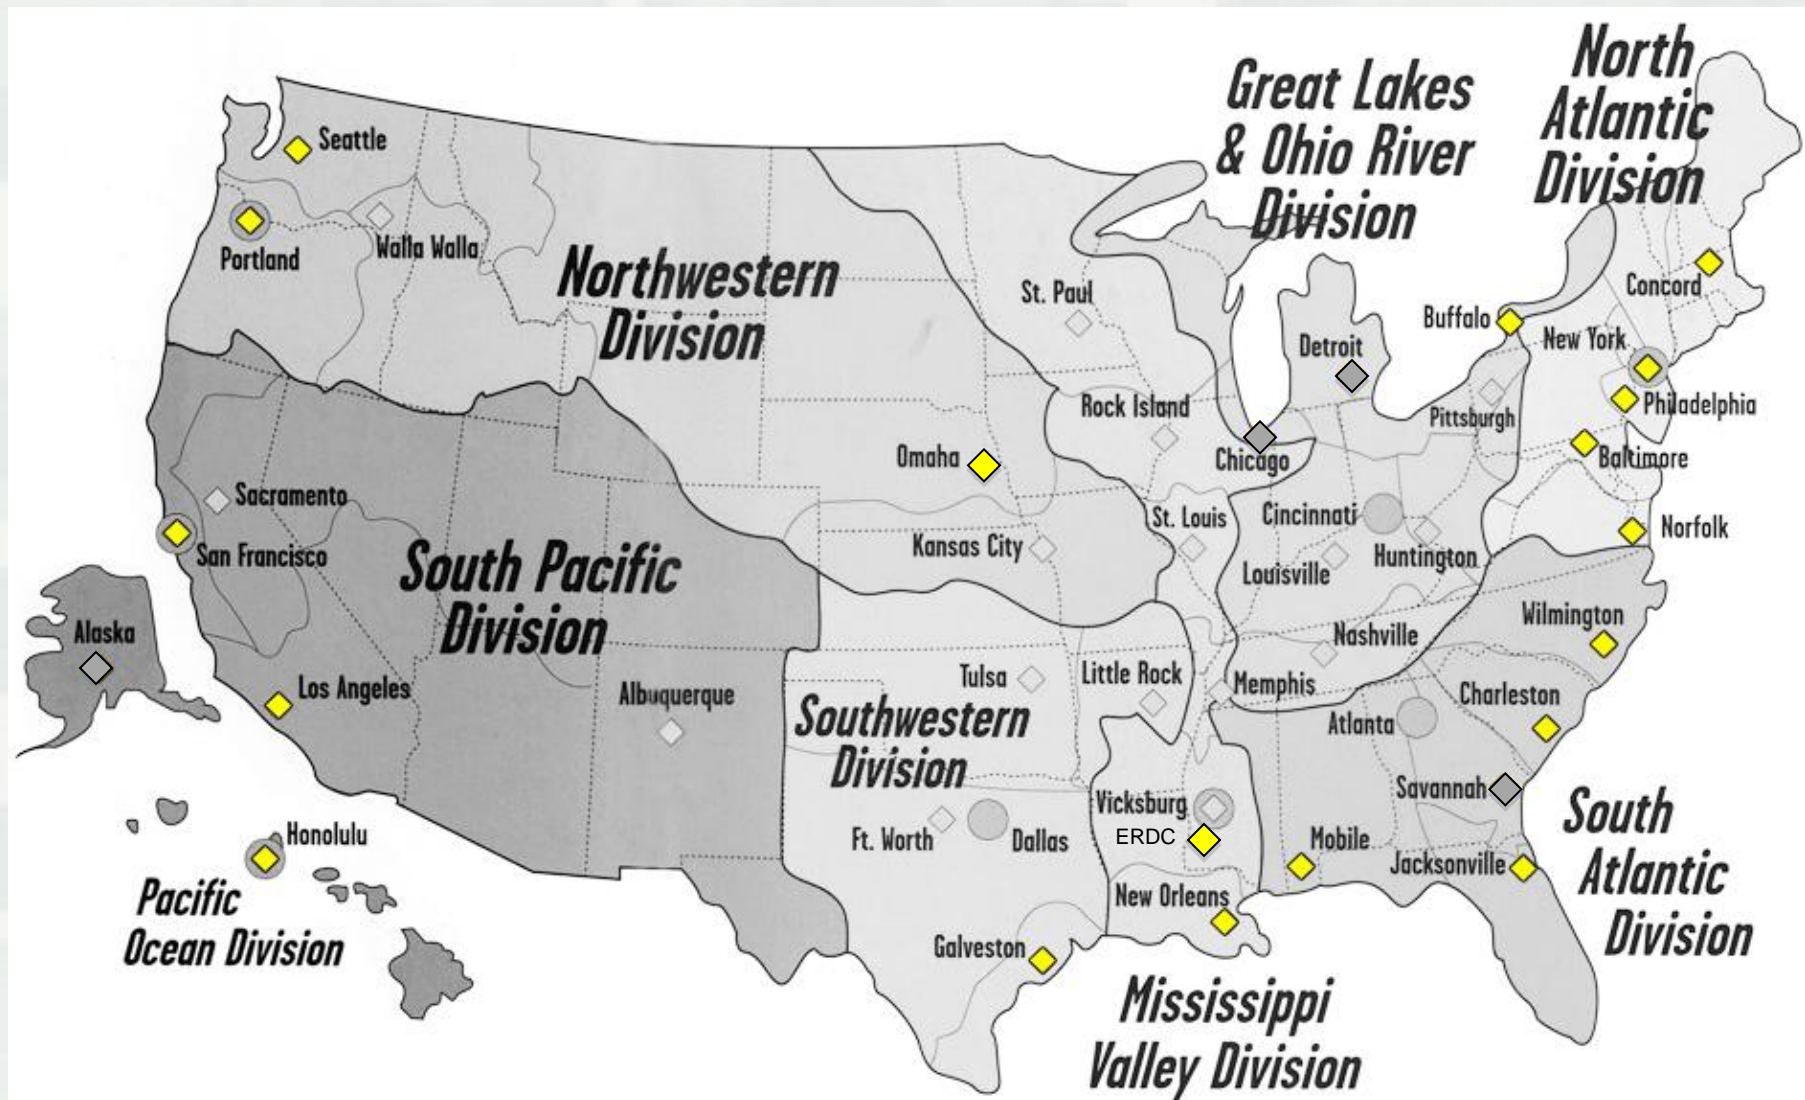 North
Atlantic
Division
Great Lakes
& Ohio River
Division
Seattle
Portland
Walla Walla
Northwestern
Division
St. Paul
Concord
Buffalo
New York
Detroit
Rock Island
Pittsburgh
Philadelphia
Omaha
Chicago
Baltimore
Sacramento
San Francisco
St. Louis
Cincinnati
Norfolk
Kansas City
Louisville
Huntington
South Pacific
Division
Alaska
Wilmington
Nashville
Los Angeles
Albuquerque
Tulsa
Little Rock
Memphis
Charleston
Southwestern
Division
Atlanta
Savannah
Vicksburg
ERDC
Ft. Worth
Dallas
Mobile
Jacksonville
South
Atlantic
Division
Honolulu
Pacific
Ocean Division
New Orleans
Galveston
Mississippi
Valley Division